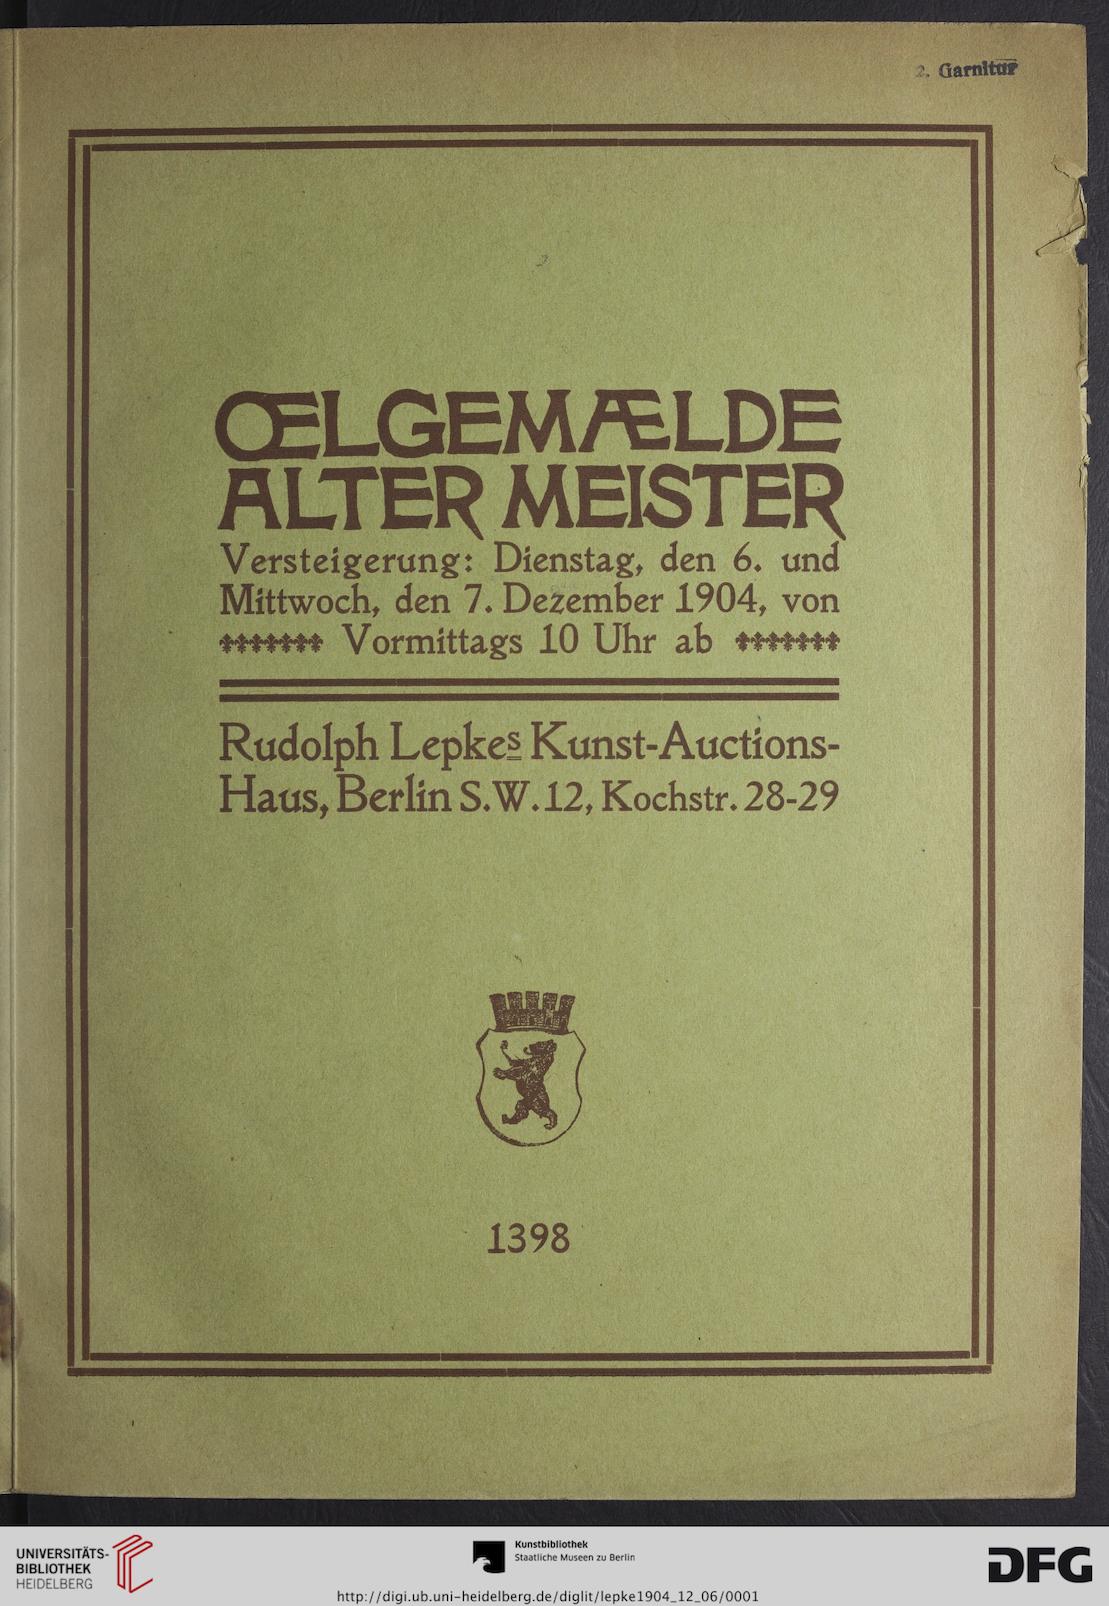 2. Garnitur
ŒLGEMÆLDE
ALTER MEISTER
Versteigerung: Dienstag, den 6. und
Mittwoch, den 7. Dezember 1904, von
Vormittags 10 Uhr ab
Rudolph Lepkes Kunst-Auctions-
Haus, Berlin S.W.12, Kochstr. 28-29
1398
UNIVERSITÄTS-
BIBLIOTHEK
HEIDELBERG
Kunstbibliothek
Staatliche Museen zu Berlin
DFG
http://digi.ub.uni-heidelberg.de/diglit/lepke1904_12_06/0001